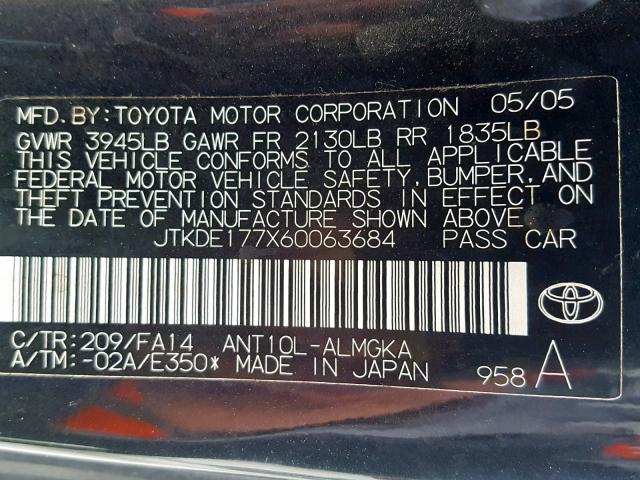 MFD.BY:TOYOTA MOTOR CORPORATION 05/05
GVWR 3945LB GAWR FR 2130LB RR 1835LB
THIS VEHICLE CONFORMS TO ALL APPLICABLE
FEDERAL MOTOR VEHICLE SAFETY,BUMPER,AND
THEFT PREVENTION STANDARDS IN EFFECT ON
THE DATE OF MANUFACTURE SHOWN ABOVE.
JTKDE177X60063684 PASS CAR
C/TR:209/FA14 ANT10L-ALMGKA
A/TM:-02A/E350* MADE IN JAPAN 958 A